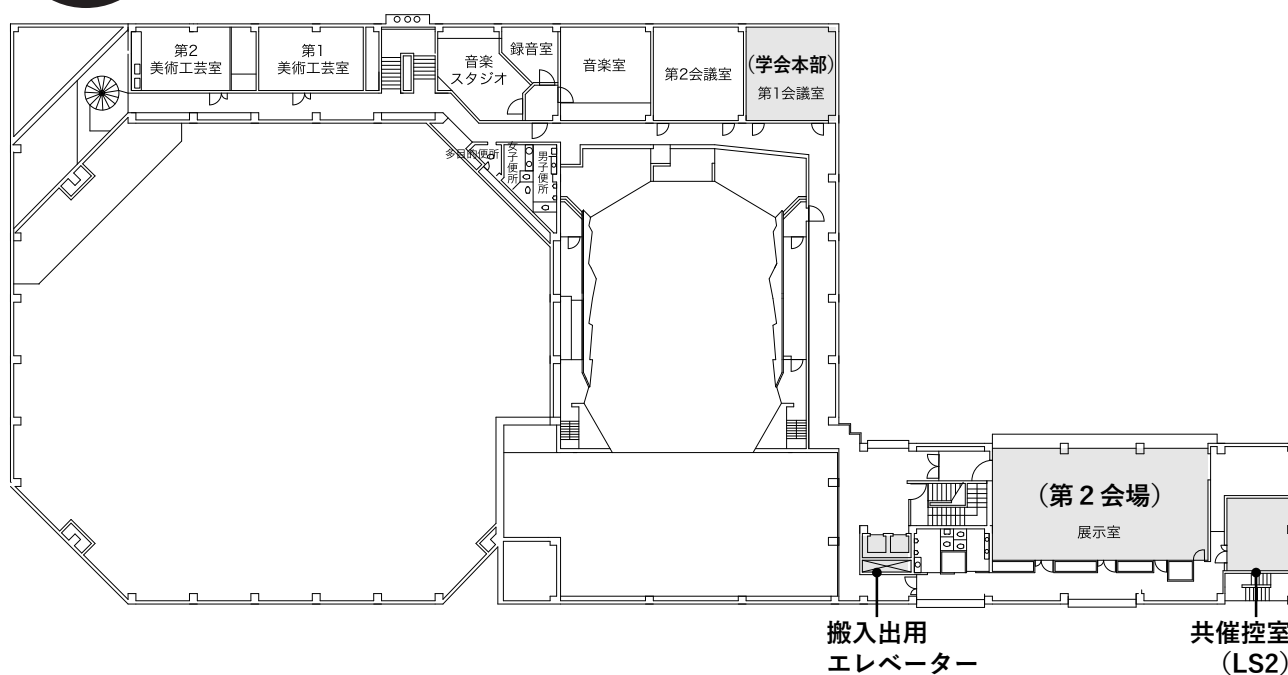 第2
美術工芸室
第1
美術工芸室
音楽
スタジオ
録音室
音楽室
第2会議室
(学会本部)
第1会議室
多目的便所
女子便所
男子便所
(第2会場)
展示室
搬入出用
エレベーター
共催控室
(LS2)